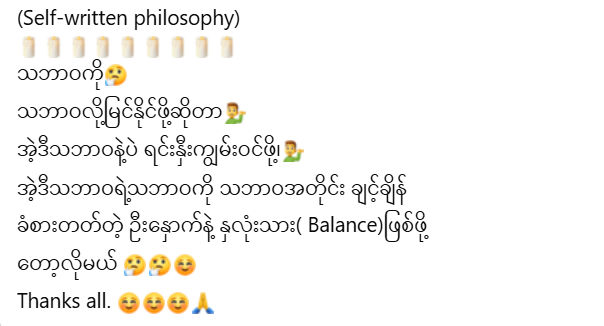 (Self-written philosophy)
🥛🥛🥛🥛🥛🥛🥛🥛🥛
သဘာဝကို🤔
သဘာဝလို့မြင်နိုင်ဖို့ဆိုတာ💁‍♂️
အဲ့ဒီသဘာဝနဲ့ပဲ ရင်းနှီးကျွမ်းဝင်ဖို့၊💁‍♂️
အဲ့ဒီသဘာဝရဲ့သဘာဝကို သဘာဝအတိုင်း ချင့်ချိန်
ခံစားတတ်တဲ့ ဦးနှောက်နဲ့ နှလုံးသား( Balance)ဖြစ်ဖို့
တော့လိုမယ် 🤔🤔☺️
Thanks all. ☺️☺️☺️🙏